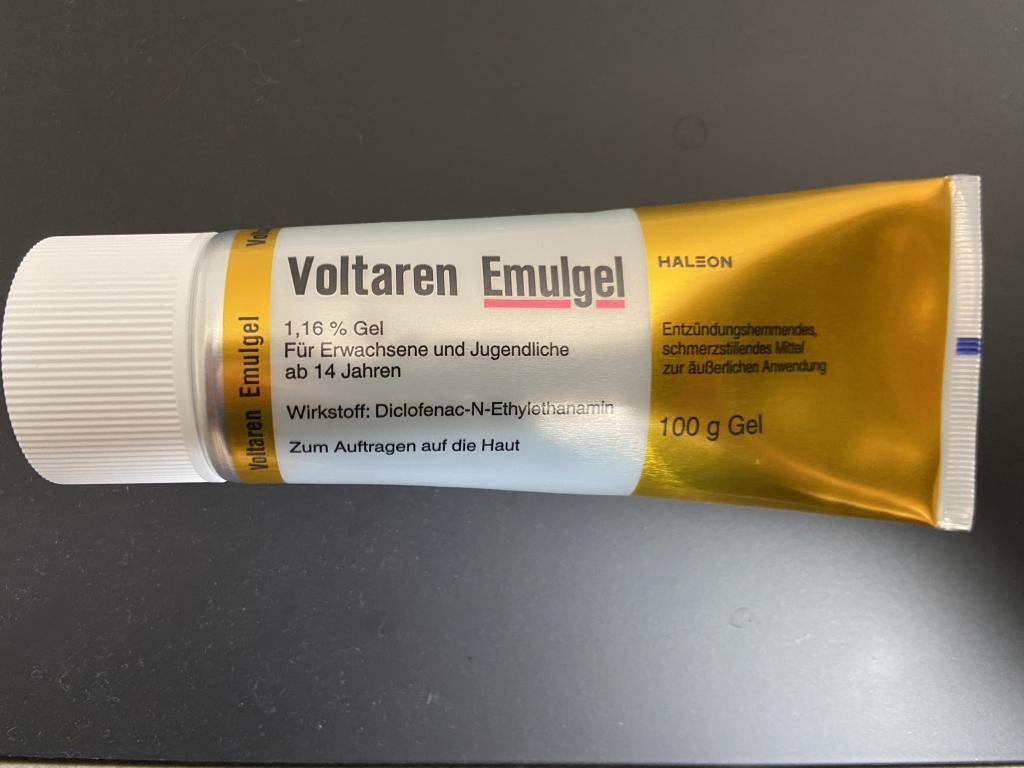 Voltaren Emulgel
Voltaren Emulgel
1,16 % Gel
Für Erwachsene und Jugendliche
ab 14 Jahren
Wirkstoff: Diclofenac-N-Ethylethanamin
Zum Auftragen auf die Haut
HALEON
Entzündungshemmendes,
schmerzstillendes Mittel
zur äußerlichen Anwendung
100 g Gel